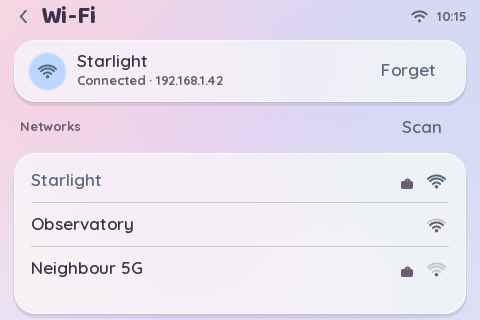 Wi-Fi
10:15
Starlight
Connected · 192.168.1.42
Forget
Networks
Scan
Starlight
Observatory
Neighbour 5G